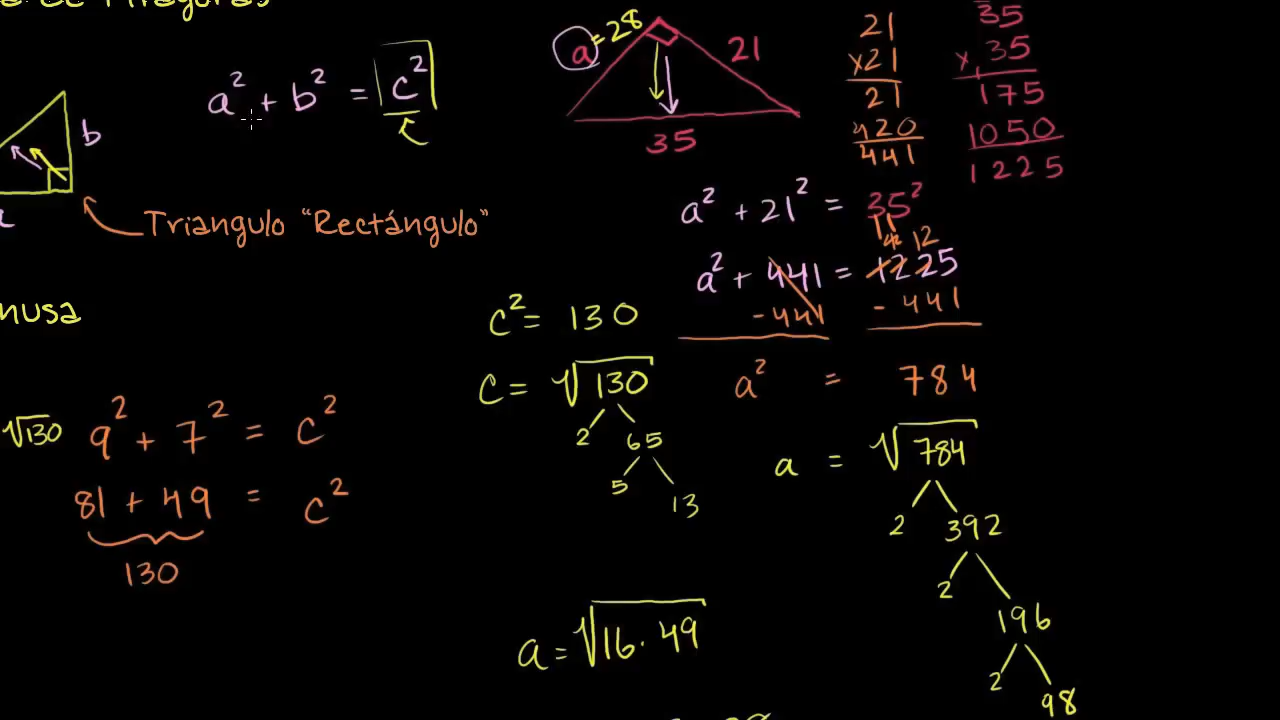 a² + b² = c²
b
Triangulo "Rectángulo"
nusa
√130
9² + 7² = c²
81 + 49 = c²
130
a = 28
21
35
21
x21
21
420
441
35
x 35
175
1050
1225
a² + 21² = 35²
11
12
a² + 441 = 1225
-441 - 441
a² = 784
a = √784
2 392
2 196
2 98
c² = 130
c = √130
2 65
5 13
a = √16 · 49